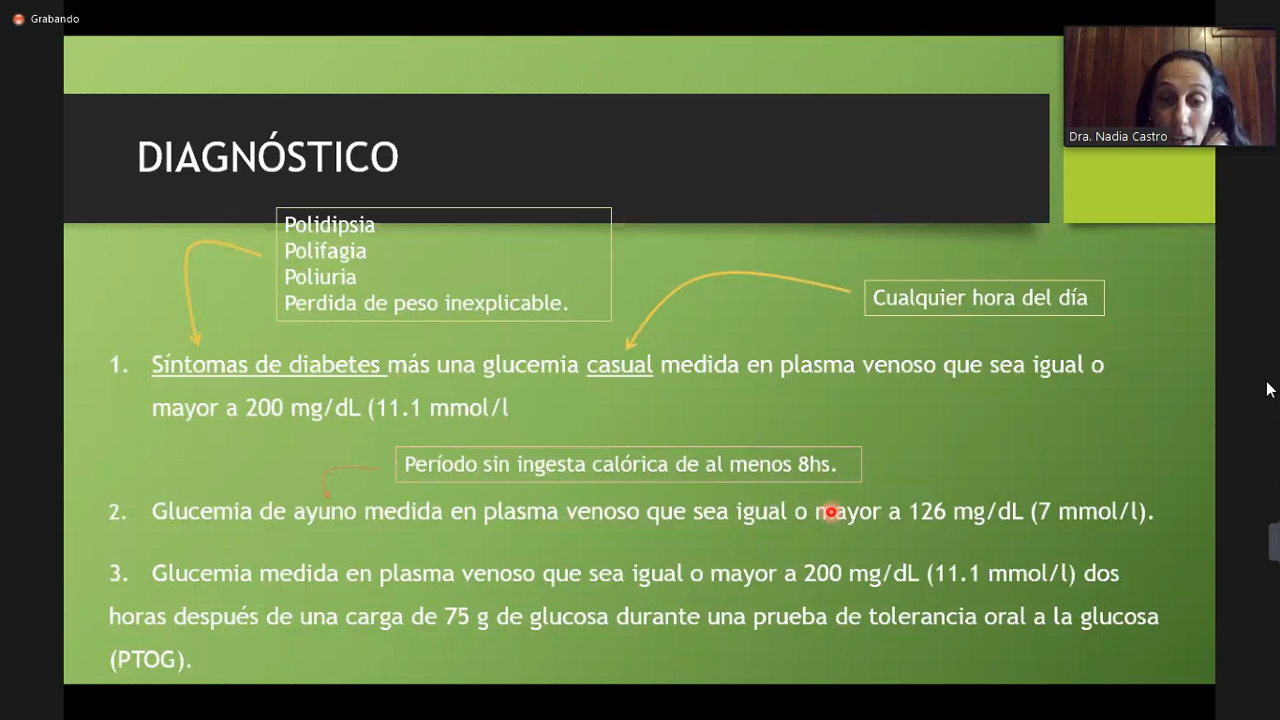 Grabando
Dra. Nadia Castro
DIAGNÓSTICO
Polidipsia
Polifagia
Poliuria
Perdida de peso inexplicable.
Cualquier hora del día
1. Síntomas de diabetes más una glucemia casual medida en plasma venoso que sea igual o
mayor a 200 mg/dL (11.1 mmol/l
Período sin ingesta calórica de al menos 8hs.
2. Glucemia de ayuno medida en plasma venoso que sea igual o mayor a 126 mg/dL (7 mmol/l).
3. Glucemia medida en plasma venoso que sea igual o mayor a 200 mg/dL (11.1 mmol/l) dos
horas después de una carga de 75 g de glucosa durante una prueba de tolerancia oral a la glucosa
(PTOG).